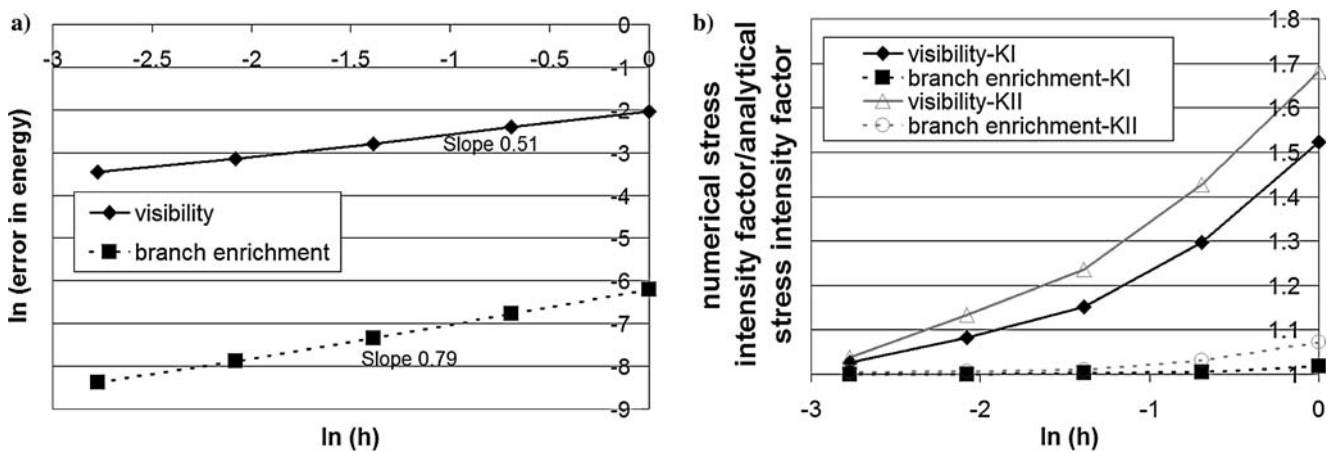 a)
0
-3 -2.5 -2 -1.5 -1 -0.5 0
-1
-2
-3
-4
-5
-6
-7
-8
-9
ln (error in energy)
Slope 0.51
visibility
branch enrichment
Slope 0.79
ln (h)
b)
numerical stress
intensity factor/analytical
stress intensity factor
1.8
1.7
1.6
1.5
1.4
1.3
1.2
1.1
1
visibility-KI
branch enrichment-KI
visibility-KII
branch enrichment-KII
-3 -2 -1 0
ln (h)